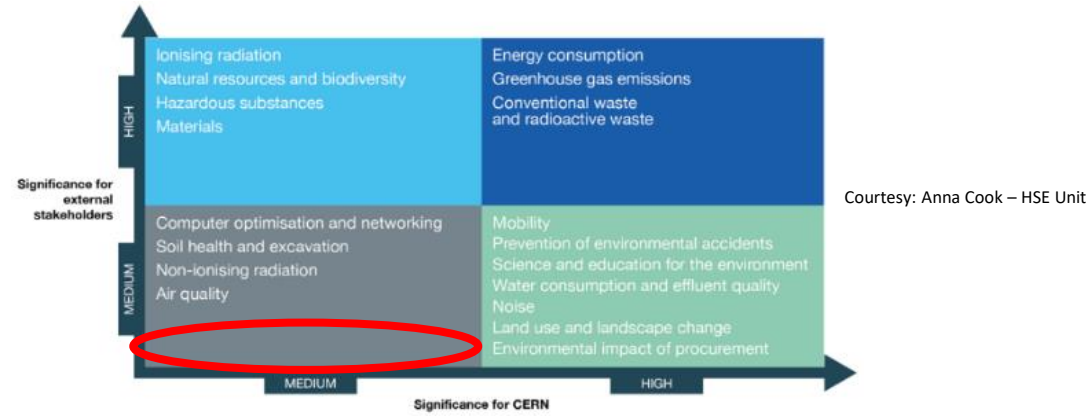 Ionising radiation
Natural resources and biodiversity
Hazardous substances
Materials
Energy consumption
Greenhouse gas emissions
Conventional waste
and radioactive waste
HIGH
Significance for
external
stakeholders
Courtesy: Anna Cook – HSE Unit
Computer optimisation and networking
Soil health and excavation
Non-ionising radiation
Air quality
Mobility
Prevention of environmental accidents
Science and education for the environment
Water consumption and effluent quality
Noise
Land use and landscape change
Environmental impact of procurement
MEDIUM
MEDIUM
HIGH
Significance for CERN